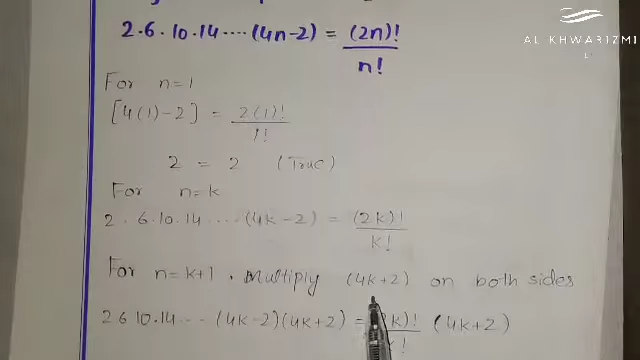 AL KHWARIZMI
2·6·10·14····(4n-2) = (2n)!/n!
For n=1
[4(1)-2] = 2(1)!/1!
2 = 2 (True)
For n=k
2·6·10·14····(4k-2) = (2k)!/k!
For n=k+1. Multiply (4k+2) on both sides
2 6 10·14··· (4k-2)(4k+2) = k)!/ ! (4k+2)